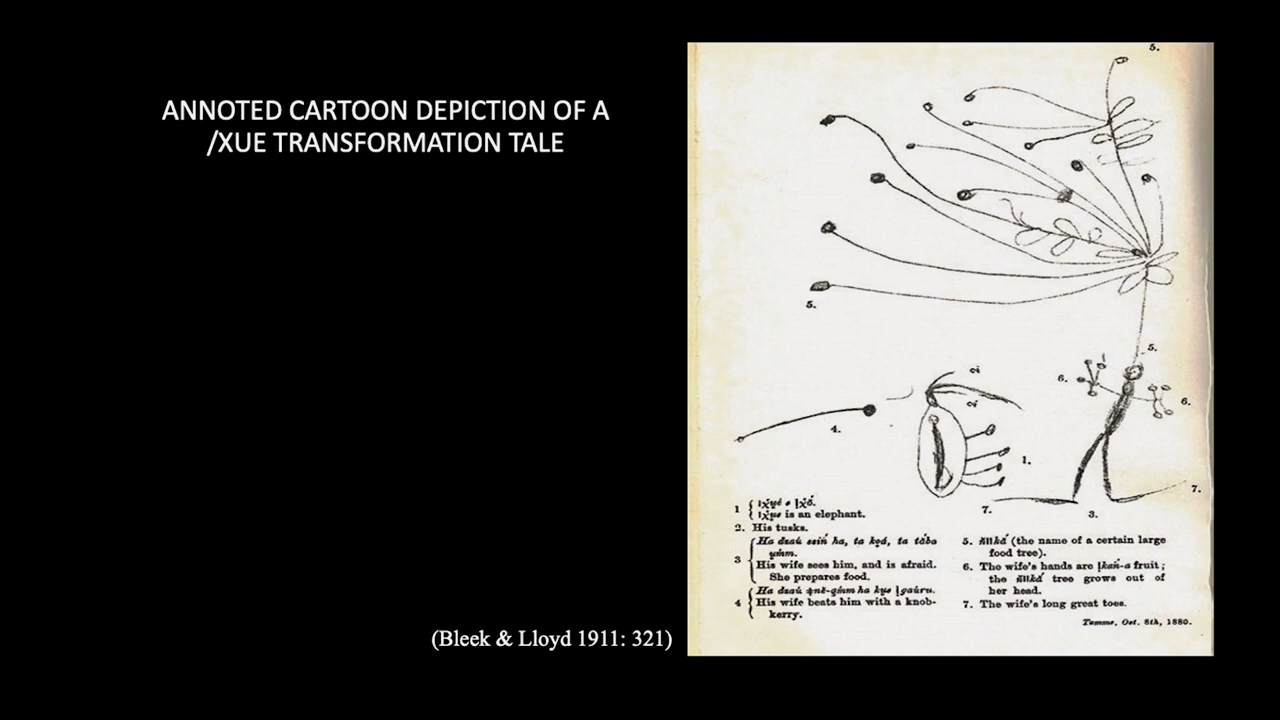 ANNOTED CARTOON DEPICTION OF A
/XUE TRANSFORMATION TALE
(Bleek & Lloyd 1911: 321)
5.
5.
5.
6.
6.
4.
1.
7.
7.
3.
1
is an elephant.
2. His tusks.
3
His wife sees him, and is afraid.
She prepares food.
4
His wife beats him with a knob-
kerry.
5. (the name of a certain large
food tree).
6. The wife's hands are fruit;
the tree grows out of
her head.
7. The wife's long great toes.
Tamme, Oct. 8th, 1880.